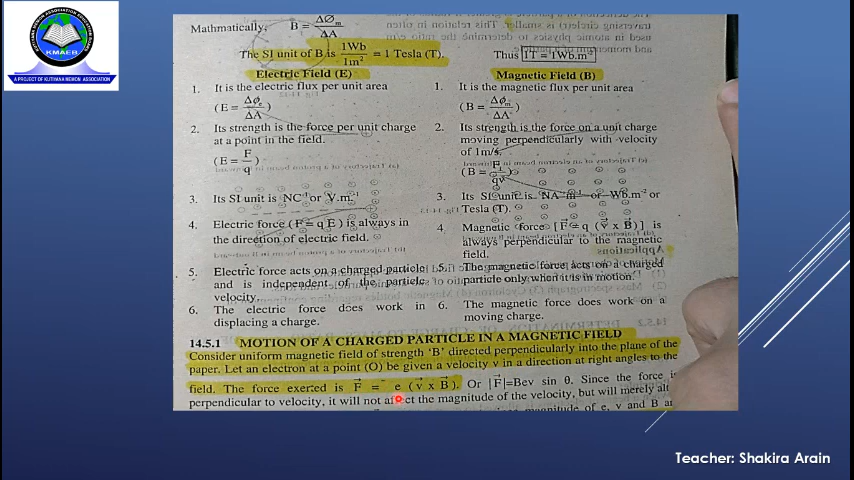 KUTHIANA MEMON ASSOCIATION EDUCATION BOARD
KMAEB
A PROJECT OF KUTIYANA MEMON ASSOCIATION
Mathmatically, B = ΔØm / ΔA
The SI unit of B is 1Wb / 1m² = 1 Tesla (T).
Thus 1T = 1Wb.m⁻²
Electric Field (E)
1. It is the electric flux per unit area
(E = Δϕe / ΔA)
2. Its strength is the force per unit charge
at a point in the field.
(E = F / q)
3. Its SI unit is NC⁻¹ or V.m⁻¹
4. Electric force (F = q E) is always in
the direction of electric field.
5. Electric force acts on a charged particle
and is independent of the particle
velocity.
6. The electric force does work in
displacing a charge.
Magnetic Field (B)
1. It is the magnetic flux per unit area
(B = Δϕm / ΔA)
2. Its strength is the force on a unit charge
moving perpendicularly with velocity
of 1m/s.
(B = F / qv)
3. Its SI unit is NA⁻¹m⁻¹ or Wb.m⁻² or
Tesla (T).
4. Magnetic force [F = q (v x B)] is
always perpendicular to the magnetic
field.
5. The magnetic force acts on a charged
particle only when it is in motion.
6. The magnetic force does work on a
moving charge.
14.5.1 MOTION OF A CHARGED PARTICLE IN A MAGNETIC FIELD
Consider uniform magnetic field of strength 'B' directed perpendicularly into the plane of the
paper. Let an electron at a point (O) be given a velocity v in a direction at right angles to the
field. The force exerted is F = ⁻e (v x B). Or |F|=Bev sin θ. Since the force is
perpendicular to velocity, it will not affect the magnitude of the velocity, but will merely
magnitude of e, v and B
Teacher: Shakira Arain